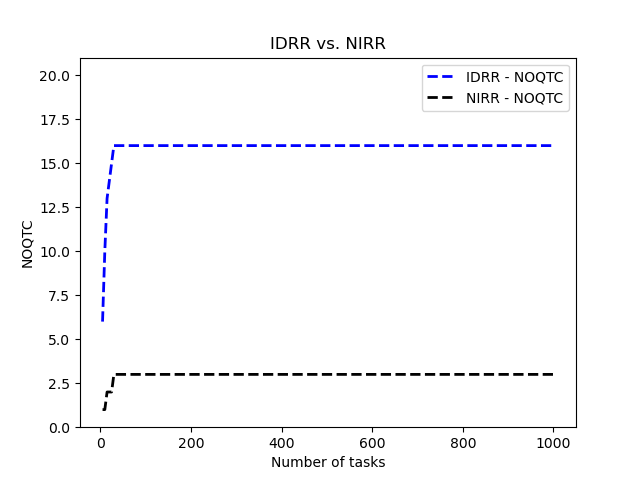 IDRR vs. NIRR
IDRR - NOQTC
NIRR - NOQTC
20.0
17.5
15.0
12.5
10.0
7.5
5.0
2.5
0.0
NOQTC
0 200 400 600 800 1000
Number of tasks